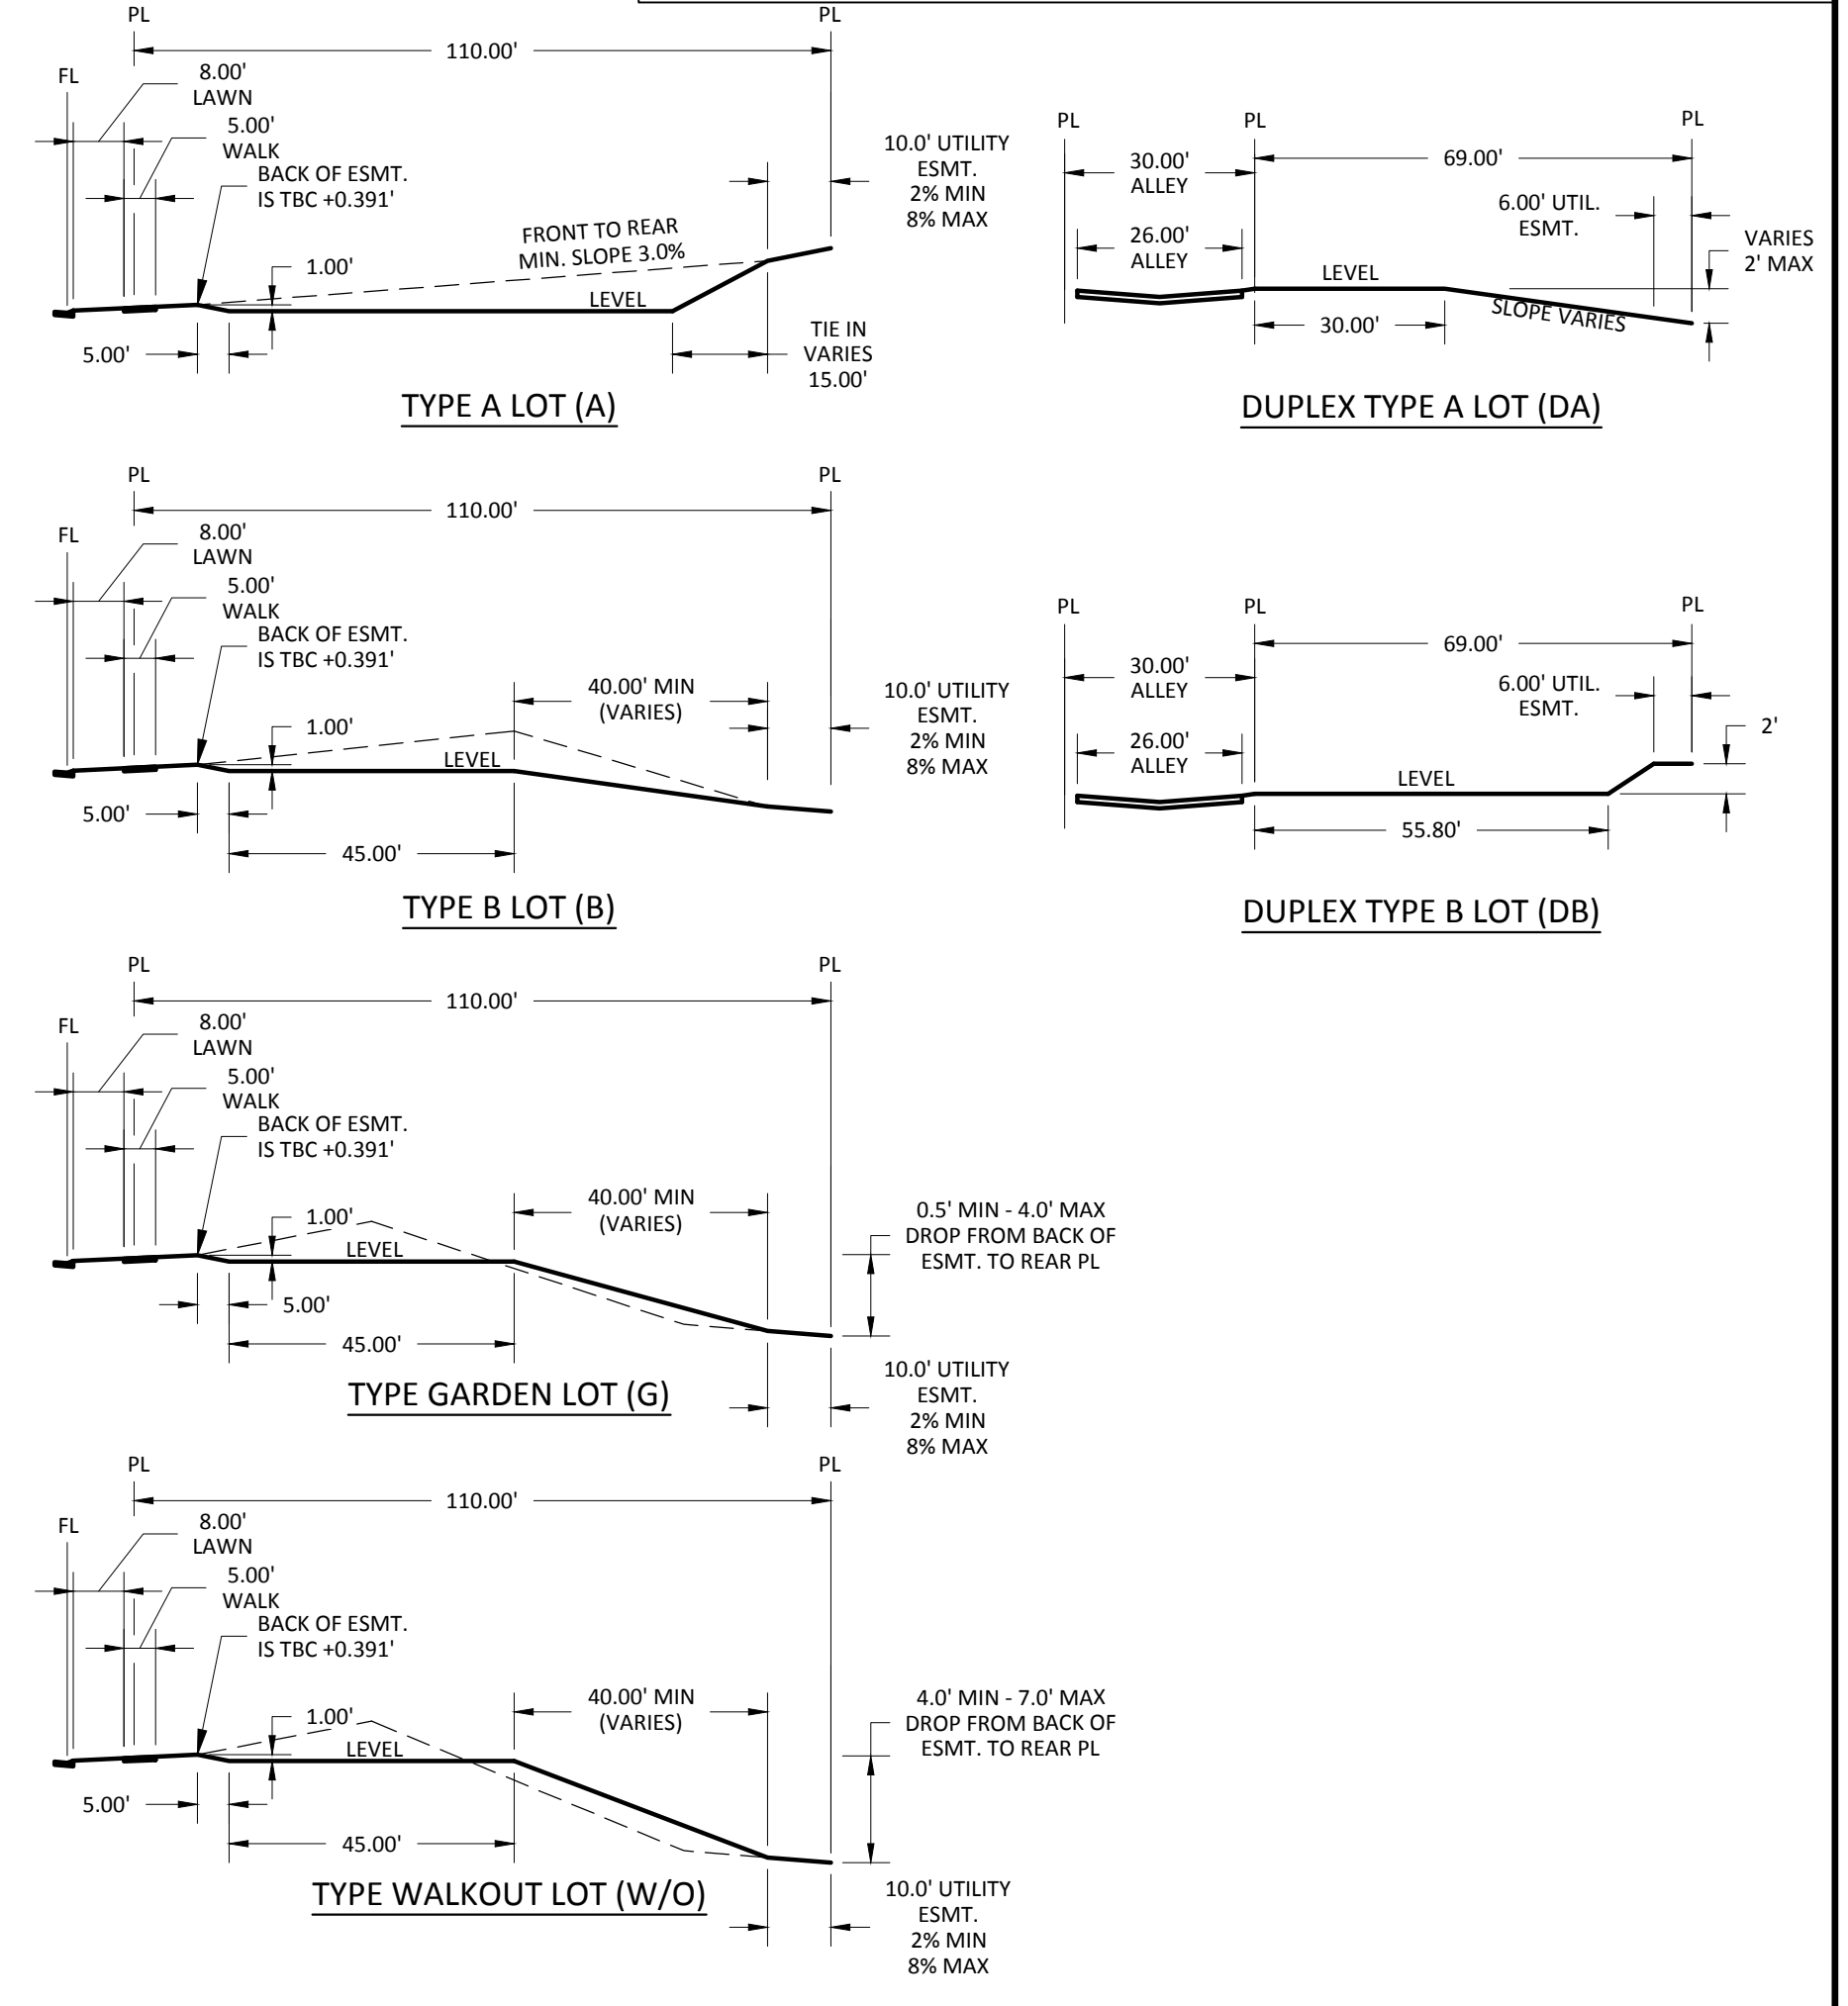 PL
PL
110.00'
FL
8.00'
LAWN
5.00'
WALK
BACK OF ESMT.
IS TBC +0.391'
10.0' UTILITY
ESMT.
2% MIN
8% MAX
FRONT TO REAR
MIN. SLOPE 3.0%
1.00'
LEVEL
5.00'
TIE IN
VARIES
15.00'
TYPE A LOT (A)
PL
PL
PL
30.00'
ALLEY
69.00'
6.00' UTIL.
ESMT.
26.00'
ALLEY
VARIES
2' MAX
LEVEL
SLOPE VARIES
30.00'
DUPLEX TYPE A LOT (DA)
PL
PL
110.00'
FL
8.00'
LAWN
5.00'
WALK
BACK OF ESMT.
IS TBC +0.391'
40.00' MIN
(VARIES)
10.0' UTILITY
ESMT.
2% MIN
8% MAX
1.00'
LEVEL
5.00'
45.00'
TYPE B LOT (B)
PL
PL
PL
69.00'
30.00'
ALLEY
6.00' UTIL.
ESMT.
2'
26.00'
ALLEY
LEVEL
55.80'
DUPLEX TYPE B LOT (DB)
PL
PL
110.00'
FL
8.00'
LAWN
5.00'
WALK
BACK OF ESMT.
IS TBC +0.391'
40.00' MIN
(VARIES)
0.5' MIN - 4.0' MAX
DROP FROM BACK OF
ESMT. TO REAR PL
1.00'
LEVEL
5.00'
45.00'
10.0' UTILITY
ESMT.
2% MIN
8% MAX
TYPE GARDEN LOT (G)
PL
PL
110.00'
FL
8.00'
LAWN
5.00'
WALK
BACK OF ESMT.
IS TBC +0.391'
40.00' MIN
(VARIES)
4.0' MIN - 7.0' MAX
DROP FROM BACK OF
ESMT. TO REAR PL
1.00'
LEVEL
5.00'
45.00'
10.0' UTILITY
ESMT.
2% MIN
8% MAX
TYPE WALKOUT LOT (W/O)